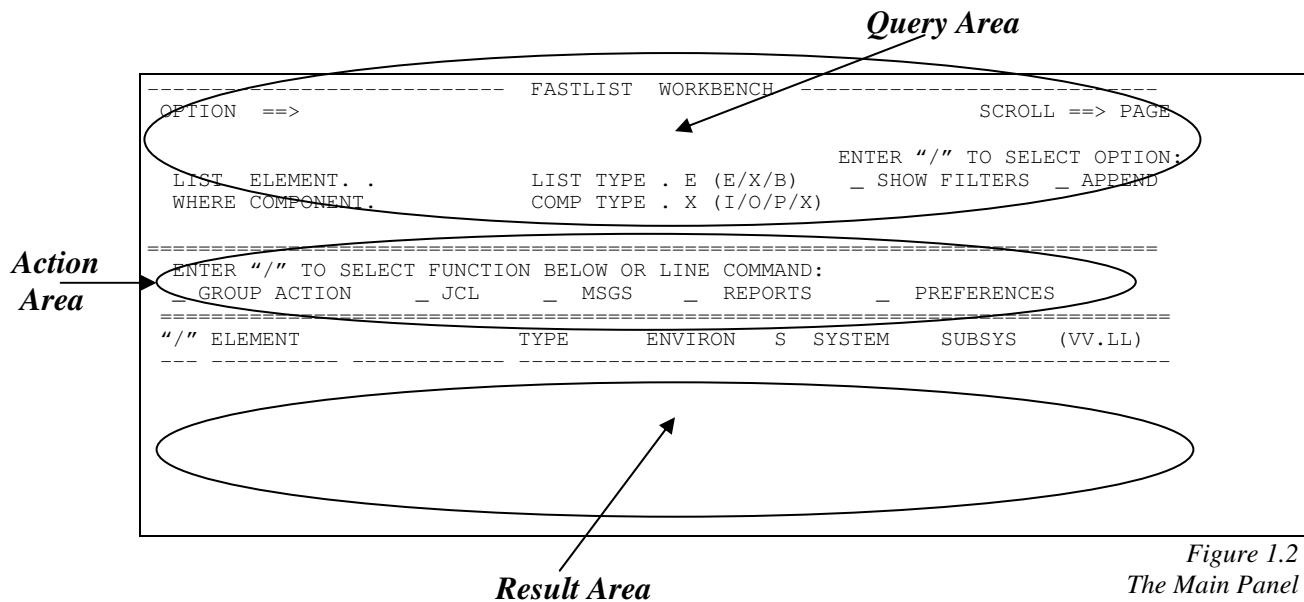 Query Area
---------------------------- FASTLIST WORKBENCH ----------------------------
OPTION ==> SCROLL ==> PAGE
ENTER “/” TO SELECT OPTION:
LIST ELEMENT. . LIST TYPE . E (E/X/B) _ SHOW FILTERS _ APPEND
WHERE COMPONENT. COMP TYPE . X (I/O/P/X)
===============================================================================
Action
Area
ENTER “/” TO SELECT FUNCTION BELOW OR LINE COMMAND:
_ GROUP ACTION _ JCL _ MSGS _ REPORTS _ PREFERENCES
===============================================================================
“/” ELEMENT TYPE ENVIRON S SYSTEM SUBSYS (VV.LL)
--- ---------- ------------ ---------------------------------------------------
Result Area
Figure 1.2
The Main Panel